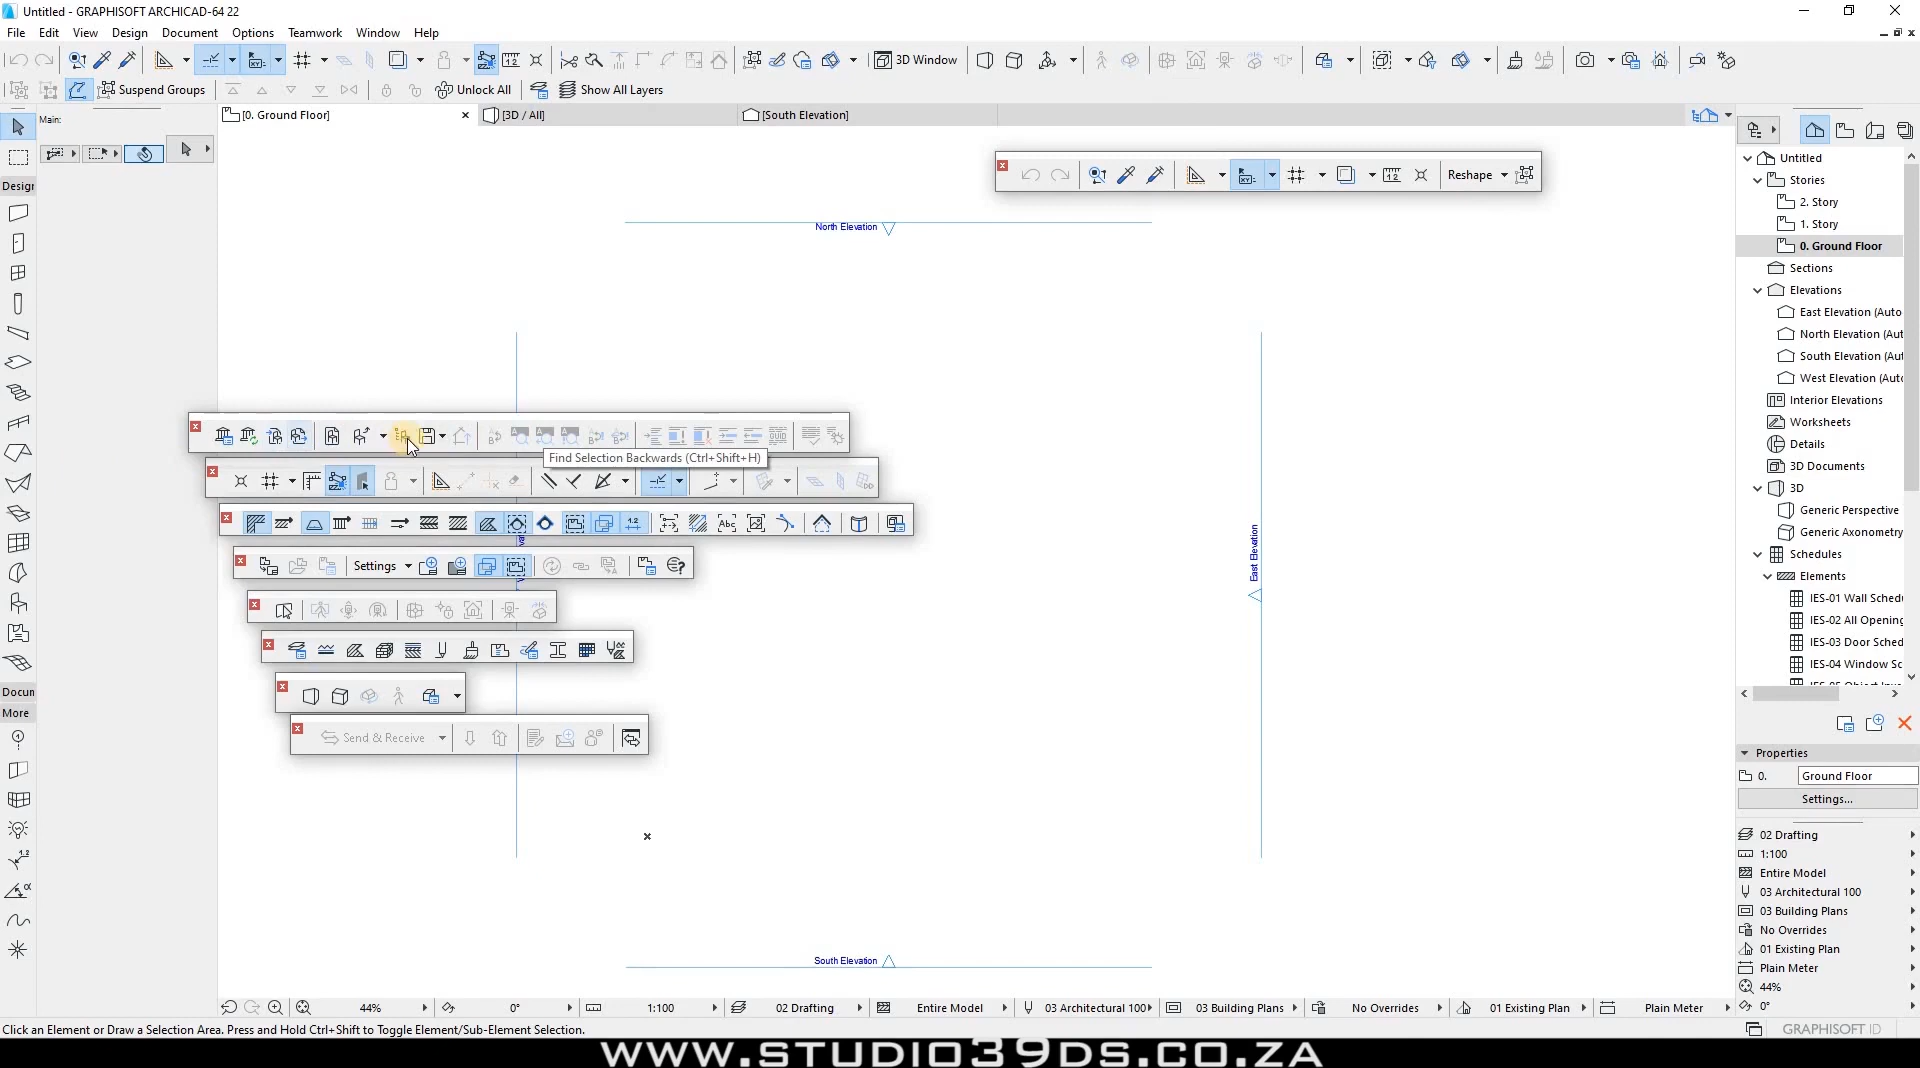 Untitled - GRAPHISOFT ARCHICAD-64 22
File Edit View Design Document Options Teamwork Window Help
3D Window
Suspend Groups Unlock All Show All Layers
Main:
[0. Ground Floor] [3D / All] [South Elevation]
Design
Reshape
North Elevation
Find Selection Backwards (Ctrl+Shift+H)
1.2
Abc
Settings
Send & Receive
East Elevation
South Elevation
Docum
More
Untitled
Stories
2. Story
1. Story
0. Ground Floor
Sections
Elevations
East Elevation (Auto
North Elevation (Aut
South Elevation (Aut
West Elevation (Auto
Interior Elevations
Worksheets
Details
3D Documents
3D
Generic Perspective
Generic Axonometry
Schedules
Elements
IES-01 Wall Sched
IES-02 All Opening
IES-03 Door Sched
IES-04 Window Sc
Properties
0. Ground Floor
Settings...
02 Drafting
1:100
Entire Model
03 Architectural 100
03 Building Plans
No Overrides
01 Existing Plan
Plain Meter
44%
0°
44% 0° 1:100 02 Drafting Entire Model 03 Architectural 100 03 Building Plans No Overrides 01 Existing Plan Plain Meter
Click an Element or Draw a Selection Area. Press and Hold Ctrl+Shift to Toggle Element/Sub-Element Selection.
GRAPHISOFT ID
WWW.STUDIO39DS.CO.ZA